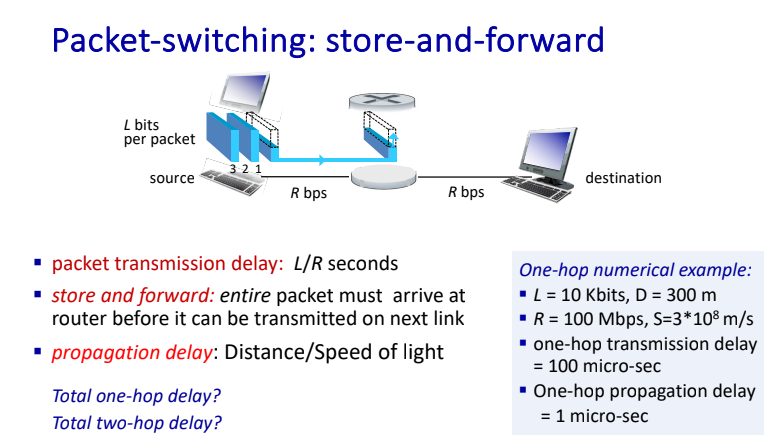 Packet-switching: store-and-forward
L bits
per packet
3 2 1
source
R bps
R bps
destination
▪ packet transmission delay: L/R seconds
▪ store and forward: entire packet must arrive at
router before it can be transmitted on next link
▪ propagation delay: Distance/Speed of light
Total one-hop delay?
Total two-hop delay?
One-hop numerical example:
▪ L = 10 Kbits, D = 300 m
▪ R = 100 Mbps, S=3*10⁸ m/s
▪ one-hop transmission delay
= 100 micro-sec
▪ One-hop propagation delay
= 1 micro-sec